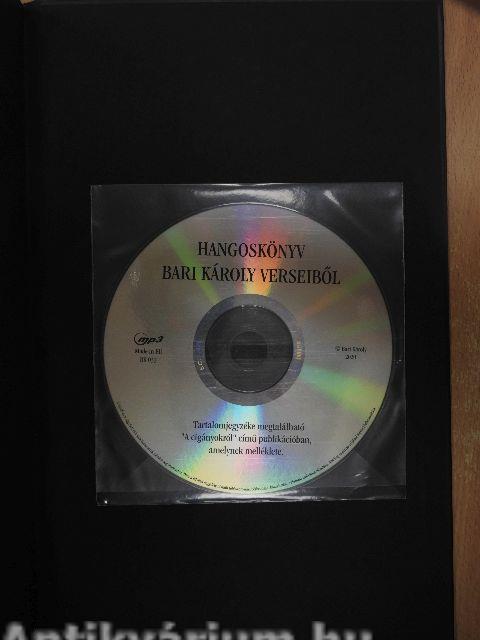 HANGOSKÖNYV
BARI KÁROLY VERSEIBŐL
mp3
Made in EU
© Bari Károly
Tartalomjegyzéke megtalálható
"A cigányokról" című publikációban,
amelynek melléklete.
Antikvárium.hu